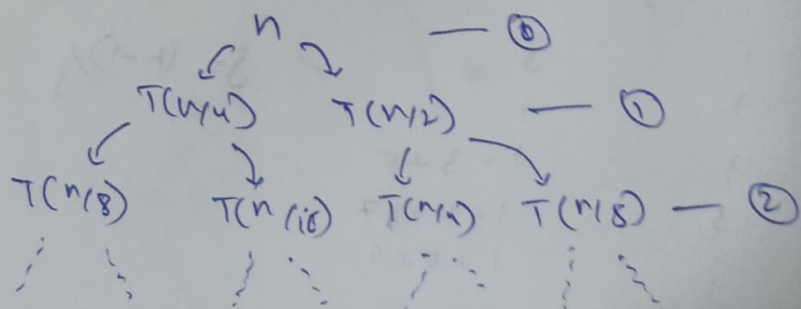 n — ⓪
T(n/4) T(n/2) — ①
T(n/8) T(n/16) T(n/4) T(n/8) — ②